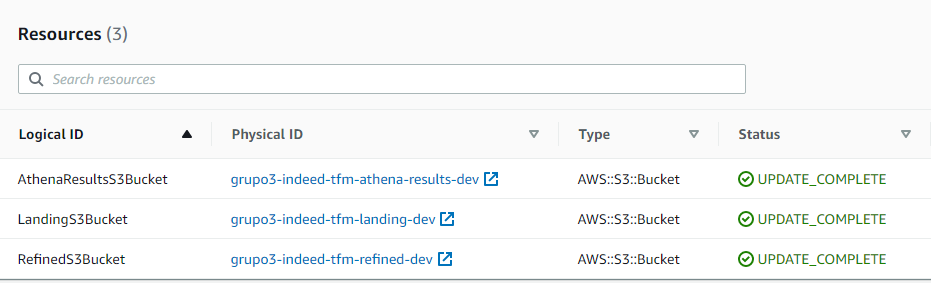 Resources (3)
Search resources
Logical ID Physical ID Type Status
AthenaResultsS3Bucket grupo3-indeed-tfm-athena-results-dev AWS::S3::Bucket UPDATE_COMPLETE
LandingS3Bucket grupo3-indeed-tfm-landing-dev AWS::S3::Bucket UPDATE_COMPLETE
RefinedS3Bucket grupo3-indeed-tfm-refined-dev AWS::S3::Bucket UPDATE_COMPLETE